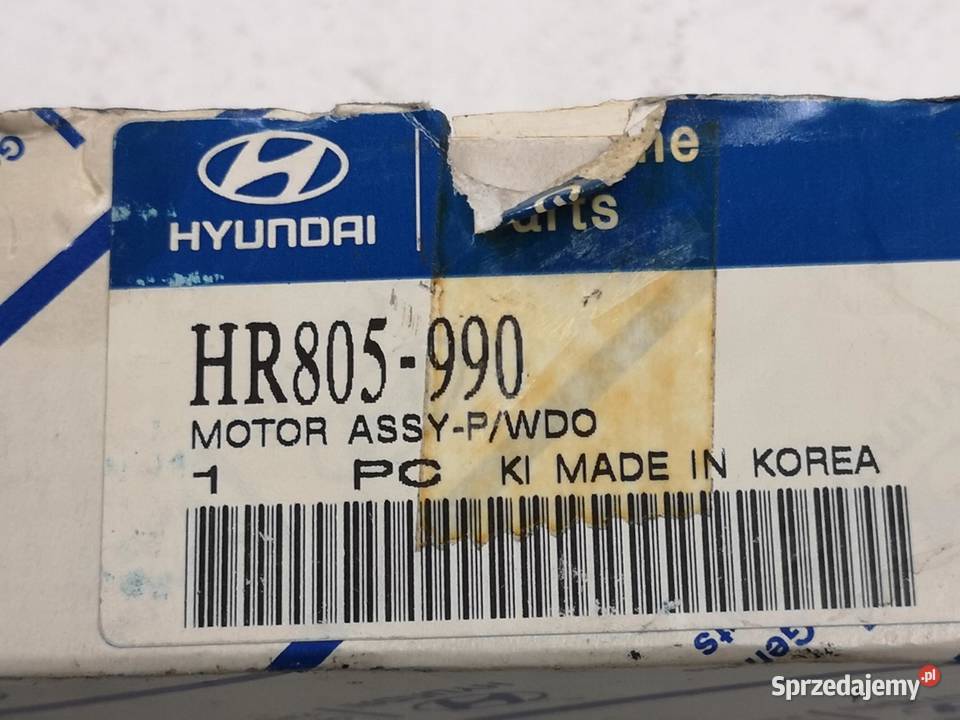 HYUNDAI
HR805-990
MOTOR ASSY-P/WDO
1 PC KI MADE IN KOREA
Sprzedajemy.pl